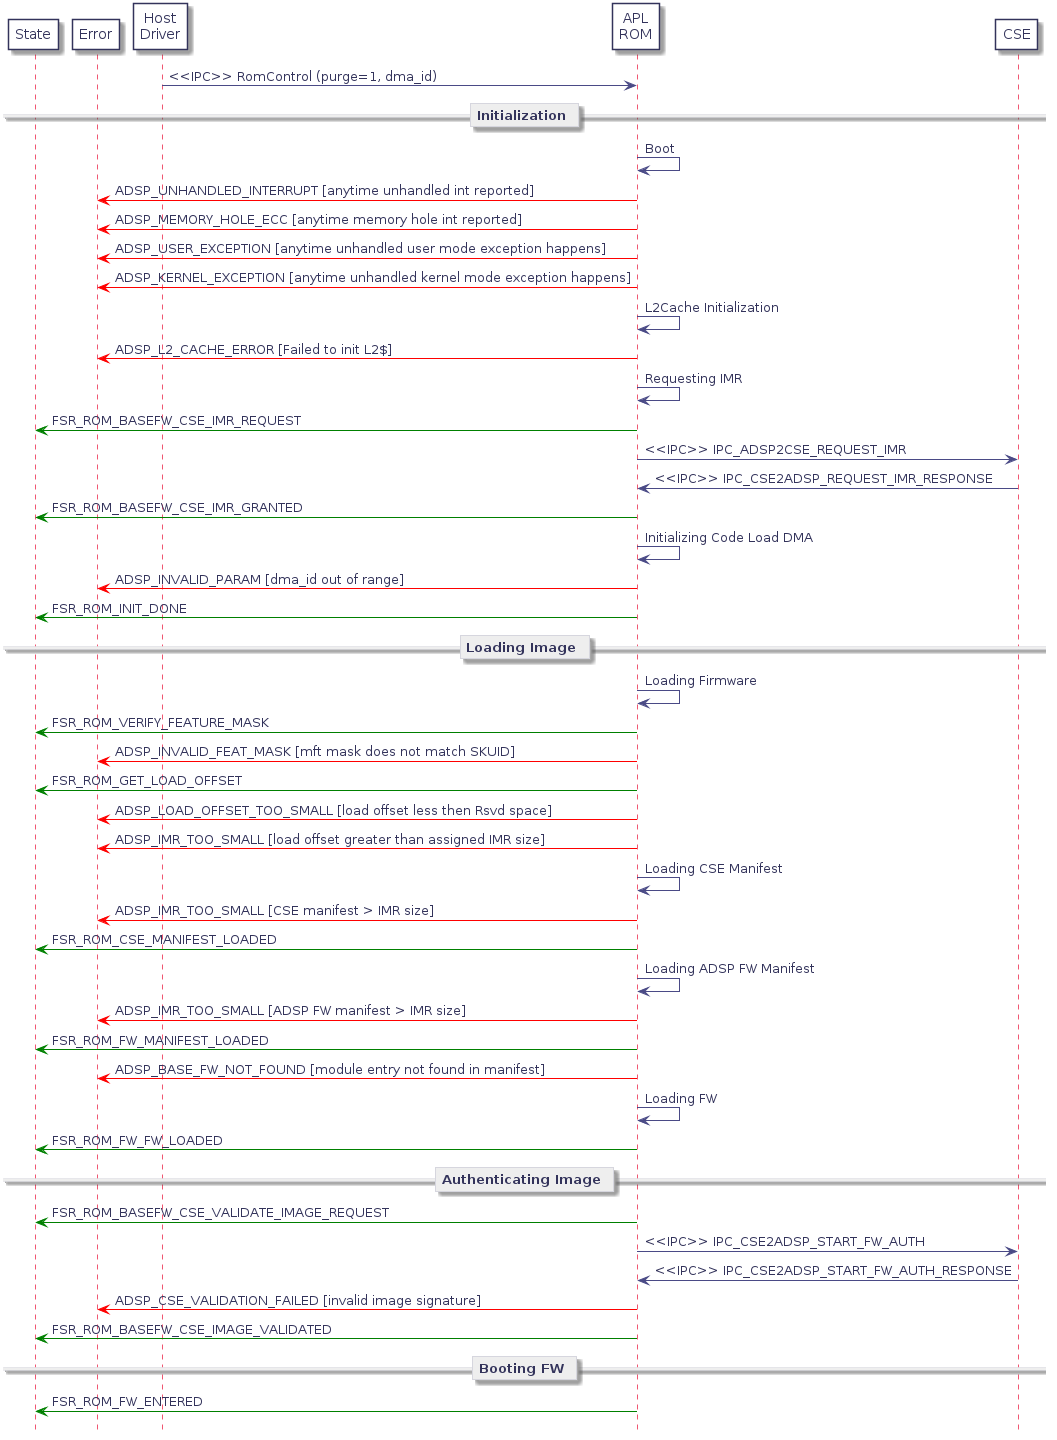 State
Error
Host
Driver
APL
ROM
CSE
<<IPC>> RomControl (purge=1, dma_id)
Initialization
Boot
ADSP_UNHANDLED_INTERRUPT [anytime unhandled int reported]
ADSP_MEMORY_HOLE_ECC [anytime memory hole int reported]
ADSP_USER_EXCEPTION [anytime unhandled user mode exception happens]
ADSP_KERNEL_EXCEPTION [anytime unhandled kernel mode exception happens]
L2Cache Initialization
ADSP_L2_CACHE_ERROR [Failed to init L2$]
Requesting IMR
FSR_ROM_BASEFW_CSE_IMR_REQUEST
<<IPC>> IPC_ADSP2CSE_REQUEST_IMR
<<IPC>> IPC_CSE2ADSP_REQUEST_IMR_RESPONSE
FSR_ROM_BASEFW_CSE_IMR_GRANTED
Initializing Code Load DMA
ADSP_INVALID_PARAM [dma_id out of range]
FSR_ROM_INIT_DONE
Loading Image
Loading Firmware
FSR_ROM_VERIFY_FEATURE_MASK
ADSP_INVALID_FEAT_MASK [mft mask does not match SKUID]
FSR_ROM_GET_LOAD_OFFSET
ADSP_LOAD_OFFSET_TOO_SMALL [load offset less then Rsvd space]
ADSP_IMR_TOO_SMALL [load offset greater than assigned IMR size]
Loading CSE Manifest
ADSP_IMR_TOO_SMALL [CSE manifest > IMR size]
FSR_ROM_CSE_MANIFEST_LOADED
Loading ADSP FW Manifest
ADSP_IMR_TOO_SMALL [ADSP FW manifest > IMR size]
FSR_ROM_FW_MANIFEST_LOADED
ADSP_BASE_FW_NOT_FOUND [module entry not found in manifest]
Loading FW
FSR_ROM_FW_FW_LOADED
Authenticating Image
FSR_ROM_BASEFW_CSE_VALIDATE_IMAGE_REQUEST
<<IPC>> IPC_CSE2ADSP_START_FW_AUTH
<<IPC>> IPC_CSE2ADSP_START_FW_AUTH_RESPONSE
ADSP_CSE_VALIDATION_FAILED [invalid image signature]
FSR_ROM_BASEFW_CSE_IMAGE_VALIDATED
Booting FW
FSR_ROM_FW_ENTERED